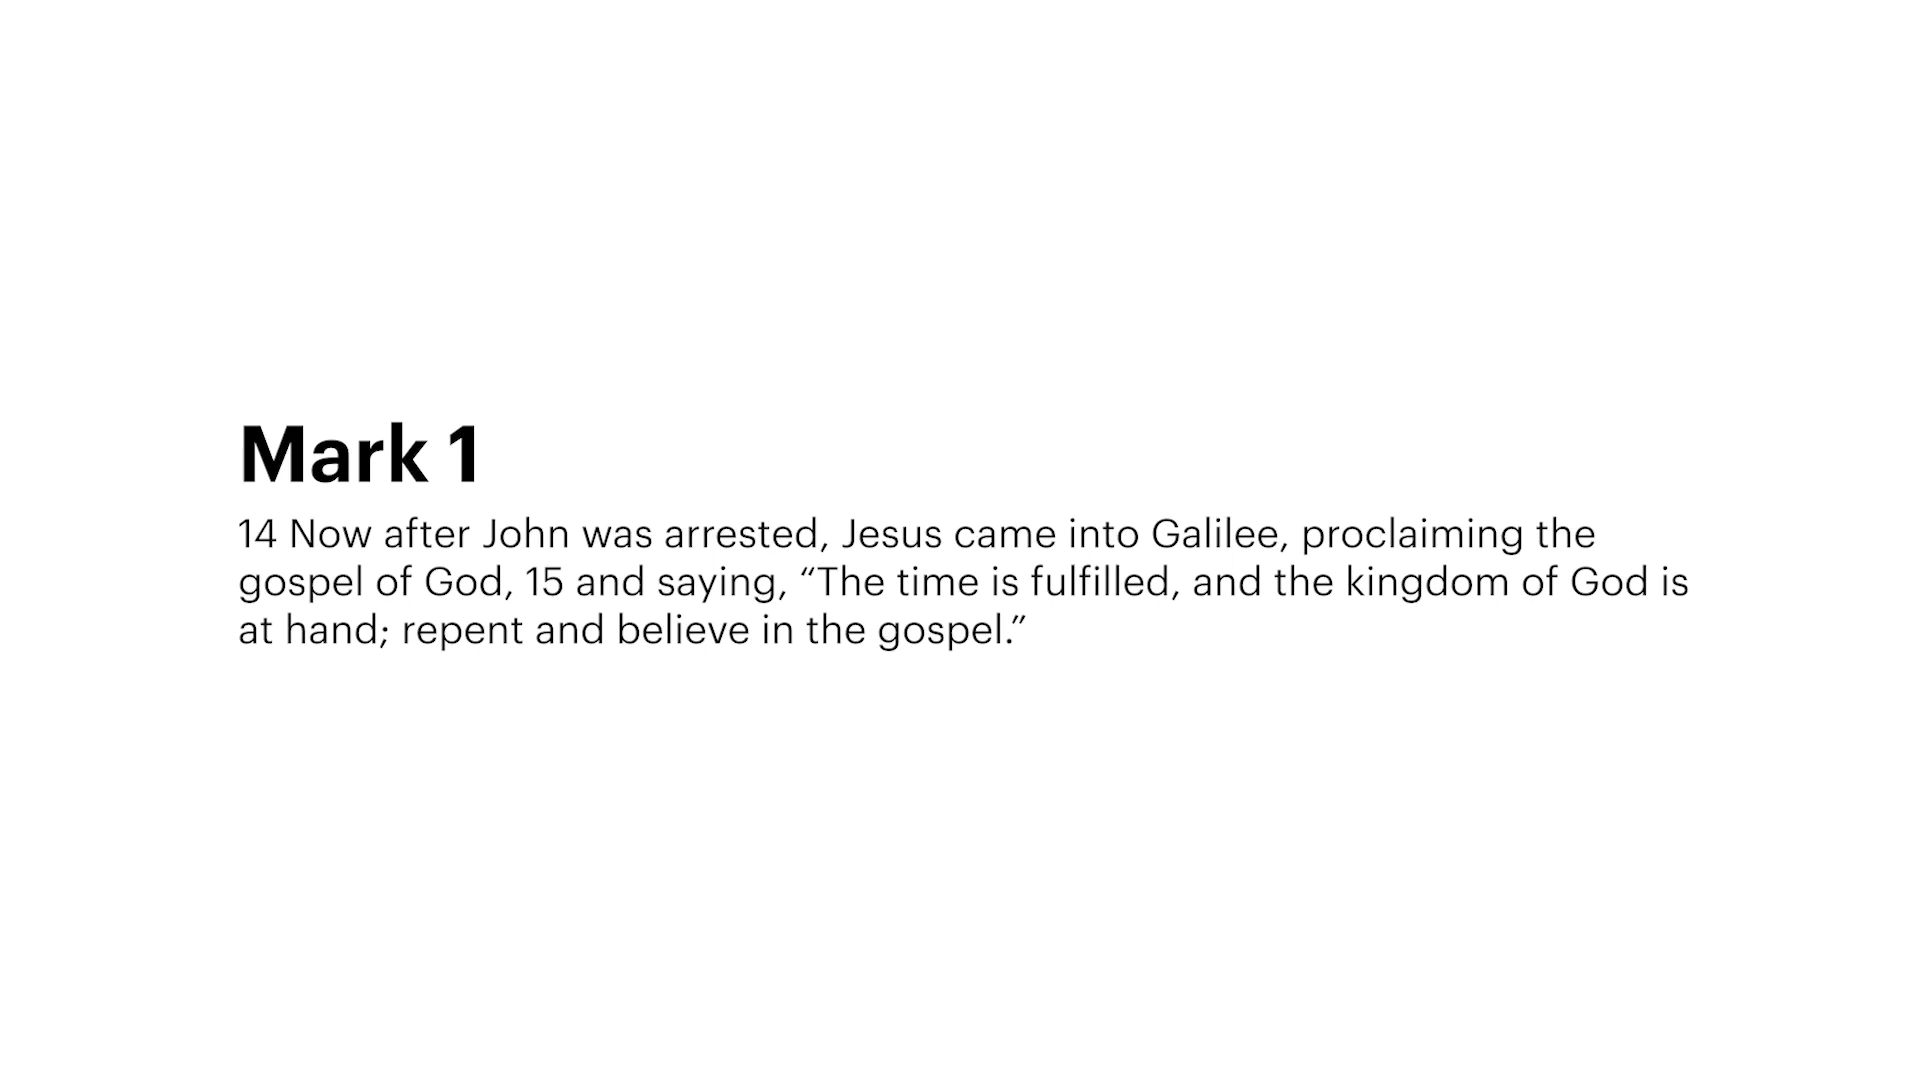 Mark 1
14 Now after John was arrested, Jesus came into Galilee, proclaiming the
gospel of God, 15 and saying, “The time is fulfilled, and the kingdom of God is
at hand; repent and believe in the gospel.”